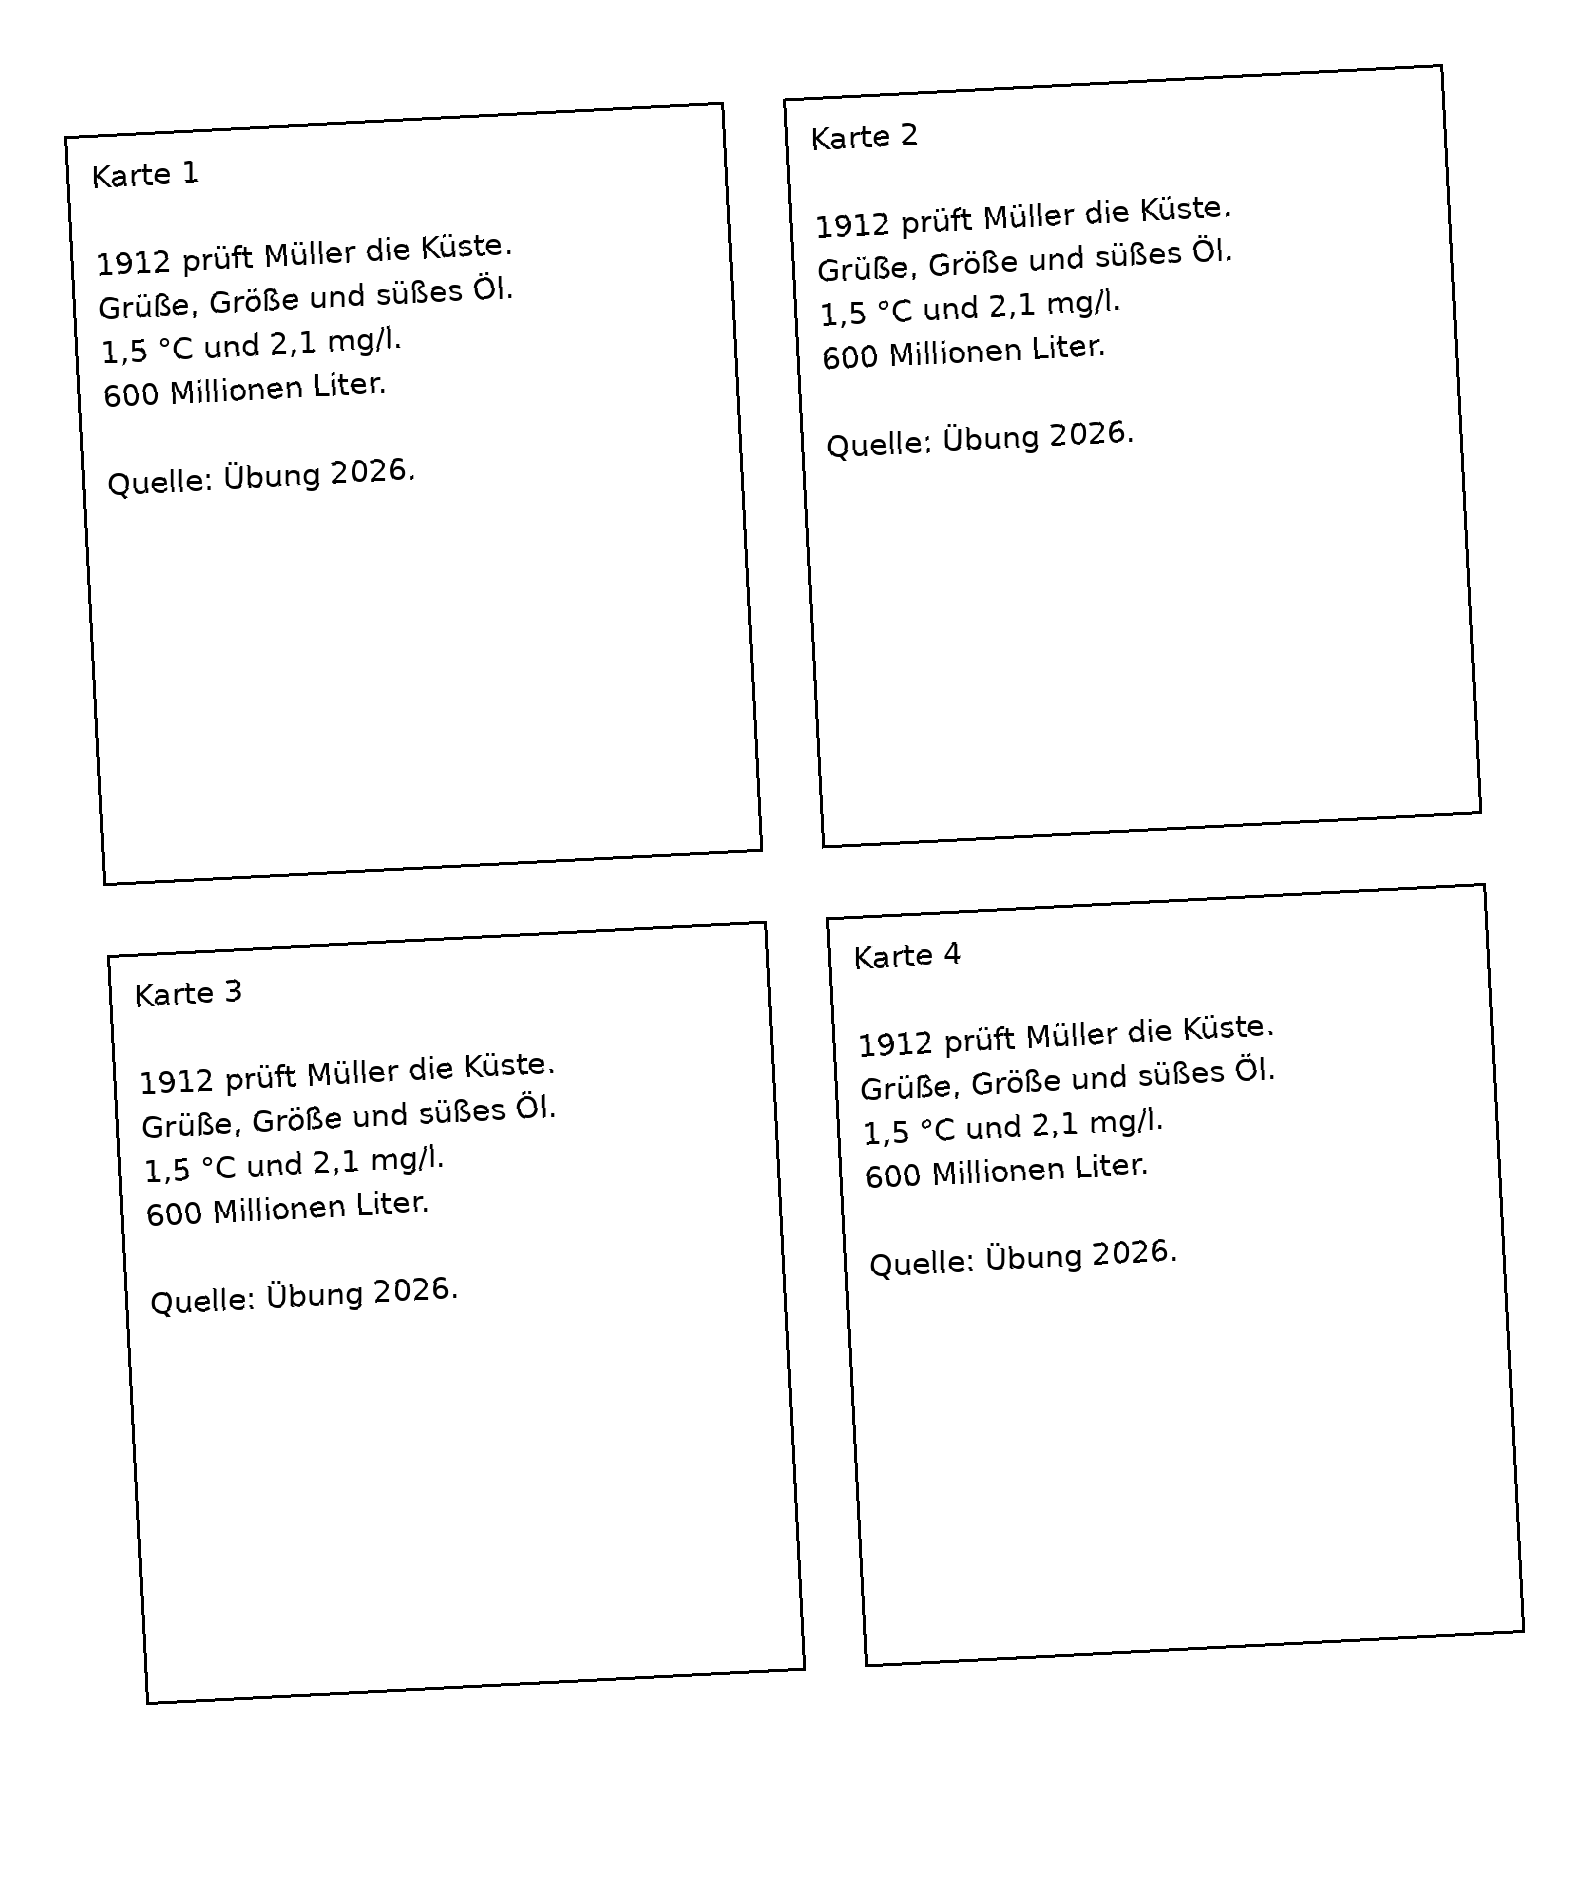 Karte 1
1912 prüft Müller die Küste.
Grüße, Größe und süßes Öl.
1,5 °C und 2,1 mg/l.
600 Millionen Liter.
Quelle: Übung 2026.
Karte 2
1912 prüft Müller die Küste.
Grüße, Größe und süßes Öl.
1,5 °C und 2,1 mg/l.
600 Millionen Liter.
Quelle: Übung 2026.
Karte 3
1912 prüft Müller die Küste.
Grüße, Größe und süßes Öl.
1,5 °C und 2,1 mg/l.
600 Millionen Liter.
Quelle: Übung 2026.
Karte 4
1912 prüft Müller die Küste.
Grüße, Größe und süßes Öl.
1,5 °C und 2,1 mg/l.
600 Millionen Liter.
Quelle: Übung 2026.